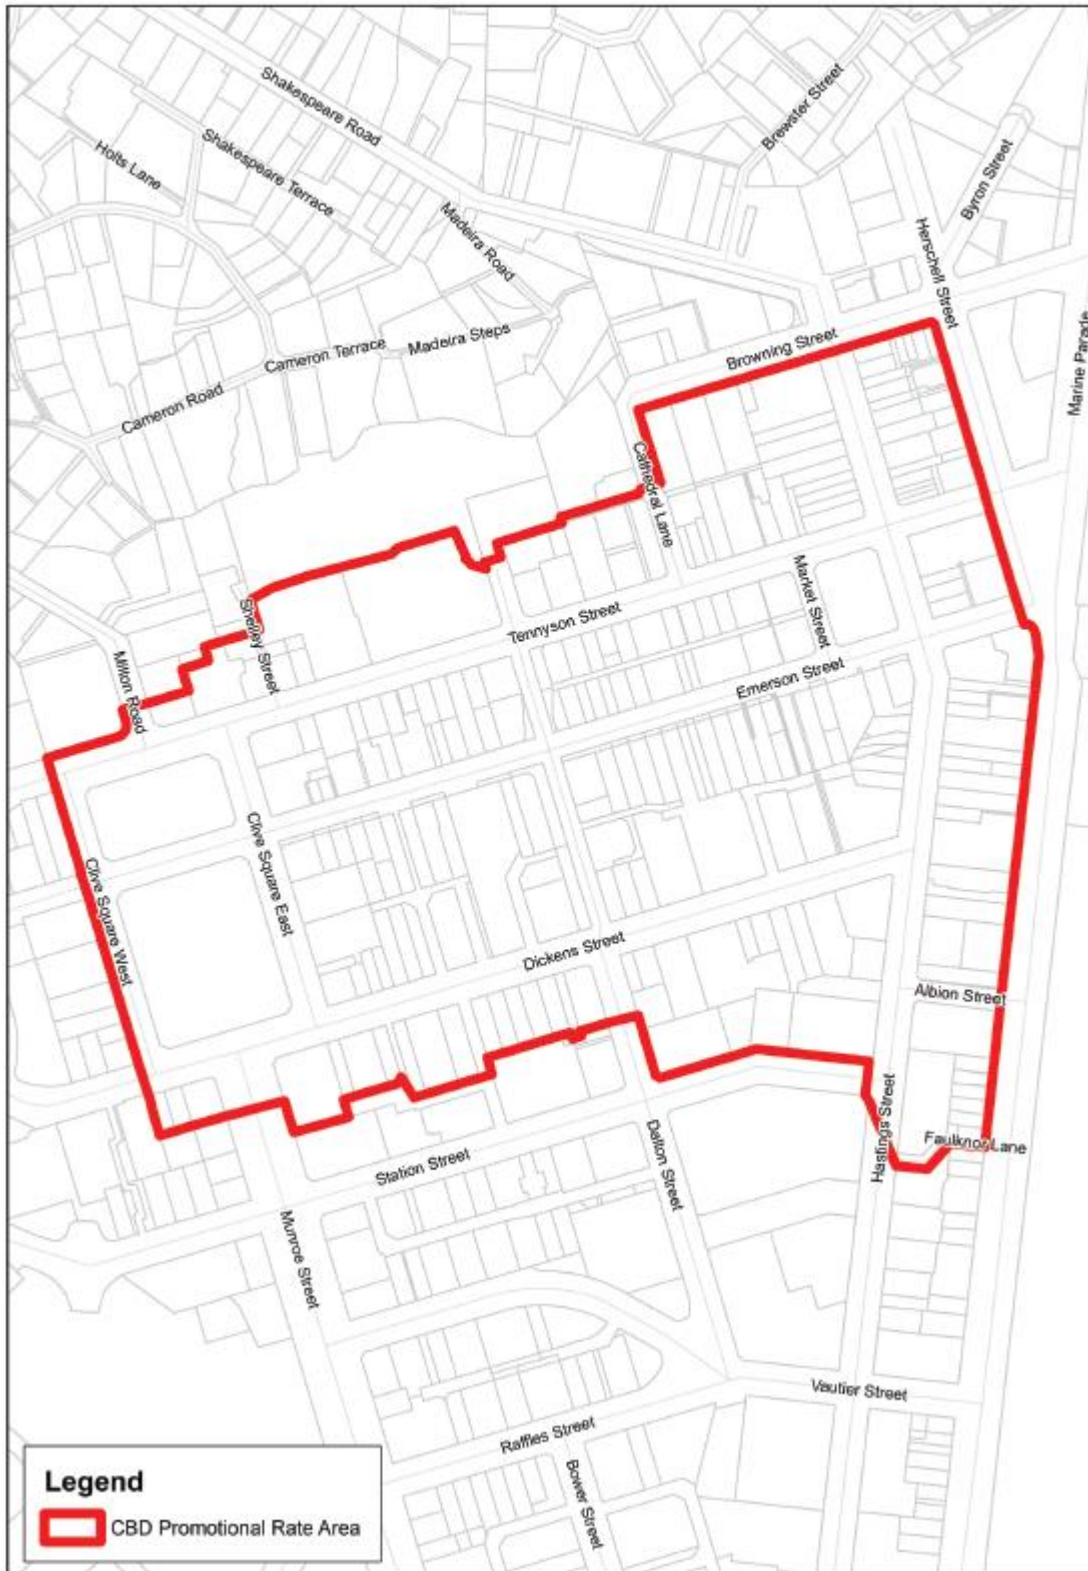 Shakespeare Road
Brewster Street
Holts Lane
Shakespeare Terrace
Byron Street
Madeira Road
Herschell Street
Marine Parade
Browning Street
Cameron Terrace
Madeira Steps
Cameron Road
Cathedral Lane
Market Street
Shelley Street
Tennyson Street
Milton Road
Emerson Street
Clive Square West
Clive Square East
Dickens Street
Albion Street
Hastings Street
Faulknor Lane
Station Street
Dalton Street
Munroe Street
Vautier Street
Raffles Street
Bower Street
Legend
CBD Promotional Rate Area